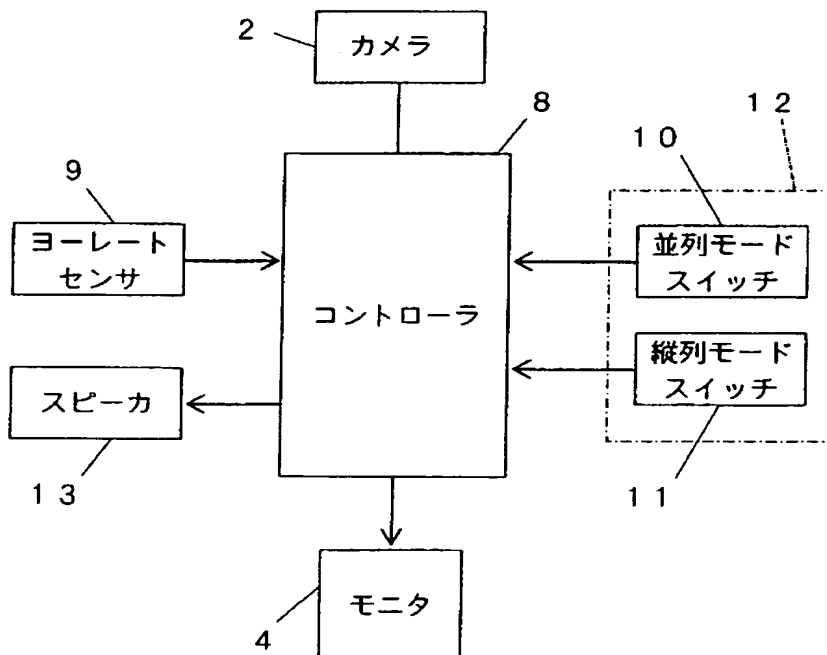 2
カメラ
8
12
10
9
ヨーレート
センサ
並列モード
スイッチ
コントローラ
縦列モード
スイッチ
スピーカ
13
11
モニタ
4